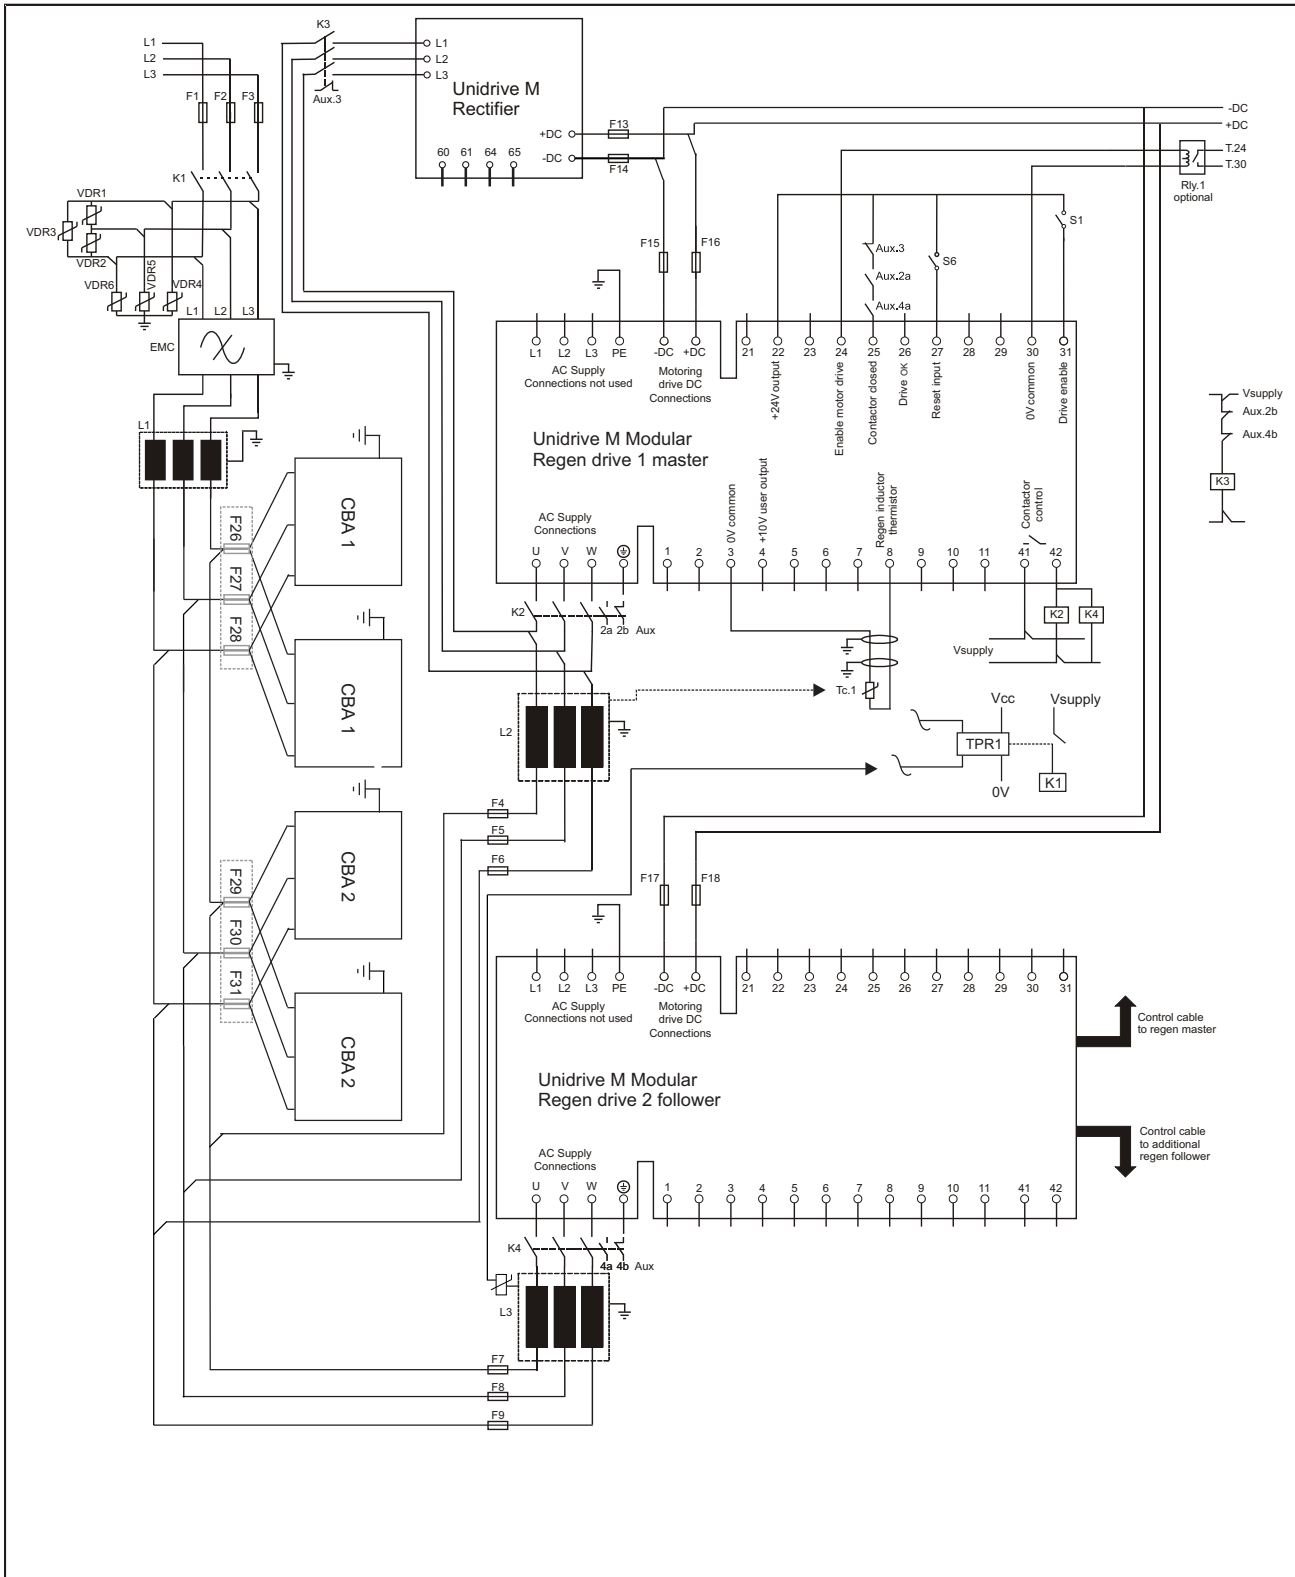 K3
L1
L2
L3
L1
L2
L3
Aux.3
Unidrive M
Rectifier
F1
F2
F3
+DC
-DC
F13
F14
60
61
64
65
-DC
+DC
T.24
T.30
Rly.1
optional
K1
VDR1
VDR3
VDR2
VDR6
VDR5
VDR4
L1
L2
L3
EMC
F15
F16
Aux.3
Aux.2a
Aux.4a
S6
S1
L1
L2
L3
PE
-DC
+DC
21
22
23
24
25
26
27
28
29
30
31
AC Supply
Connections not used
Motoring
drive DC
Connections
+24V output
Enable motor drive
Contactor closed
Drive OK
Reset input
0V common
Drive enable
Vsupply
Aux.2b
Aux.4b
K3
L1
Unidrive M Modular
Regen drive 1 master
CBA 1
F26
F27
F28
CBA 1
0V common
+10V user output
Regen inductor
thermistor
Contactor
control
AC Supply
Connections
U
V
W
1
2
3
4
5
6
7
8
9
10
11
41
42
K2
2a
2b
Aux
K2
K4
Vsupply
Tc.1
L2
Vcc
Vsupply
TPR1
0V
K1
F4
F5
F6
CBA 2
F29
F30
F31
CBA 2
F17
F18
L1
L2
L3
PE
-DC
+DC
21
22
23
24
25
26
27
28
29
30
31
AC Supply
Connections not used
Motoring
drive DC
Connections
Control cable
to regen master
Unidrive M Modular
Regen drive 2 follower
Control cable
to additional
regen follower
AC Supply
Connections
U
V
W
1
2
3
4
5
6
7
8
9
10
11
41
42
K4
4a
4b
Aux
L3
F7
F8
F9